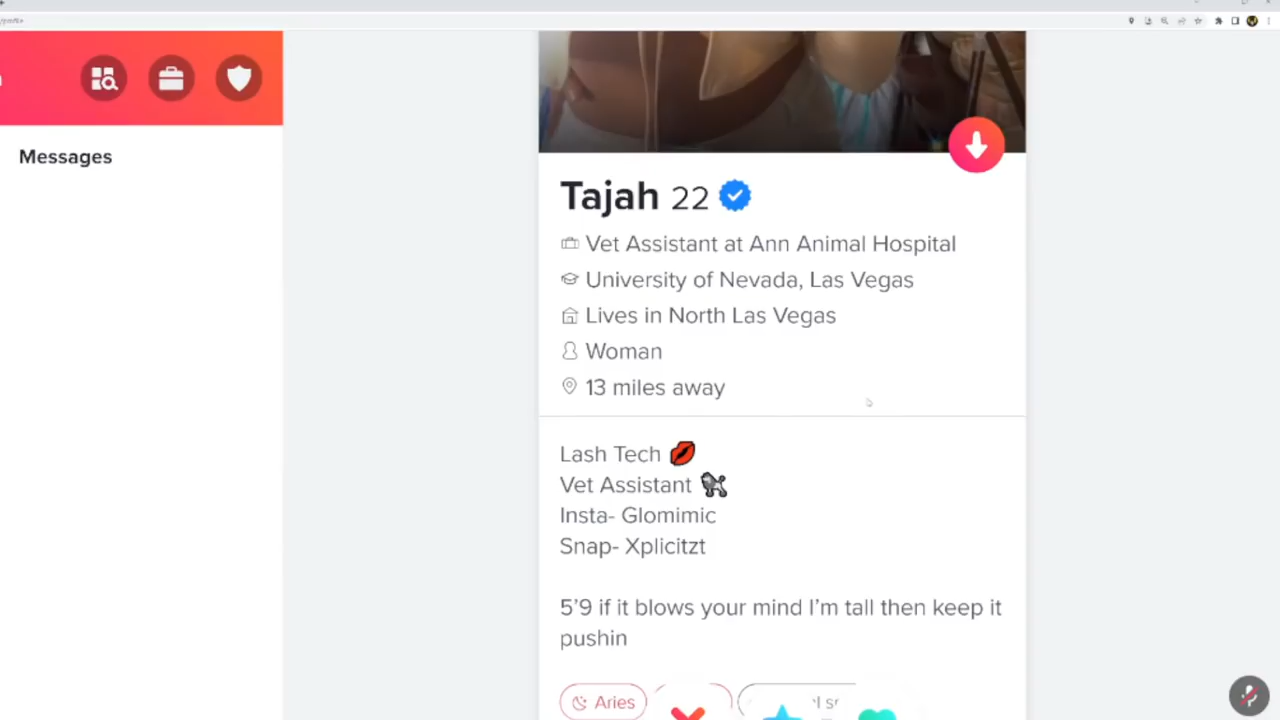 Messages
Tajah 22
Vet Assistant at Ann Animal Hospital
University of Nevada, Las Vegas
Lives in North Las Vegas
Woman
13 miles away
Lash Tech 💋
Vet Assistant 🐩
Insta- Glomimic
Snap- Xplicitzt
5’9 if it blows your mind I’m tall then keep it
pushin
Aries